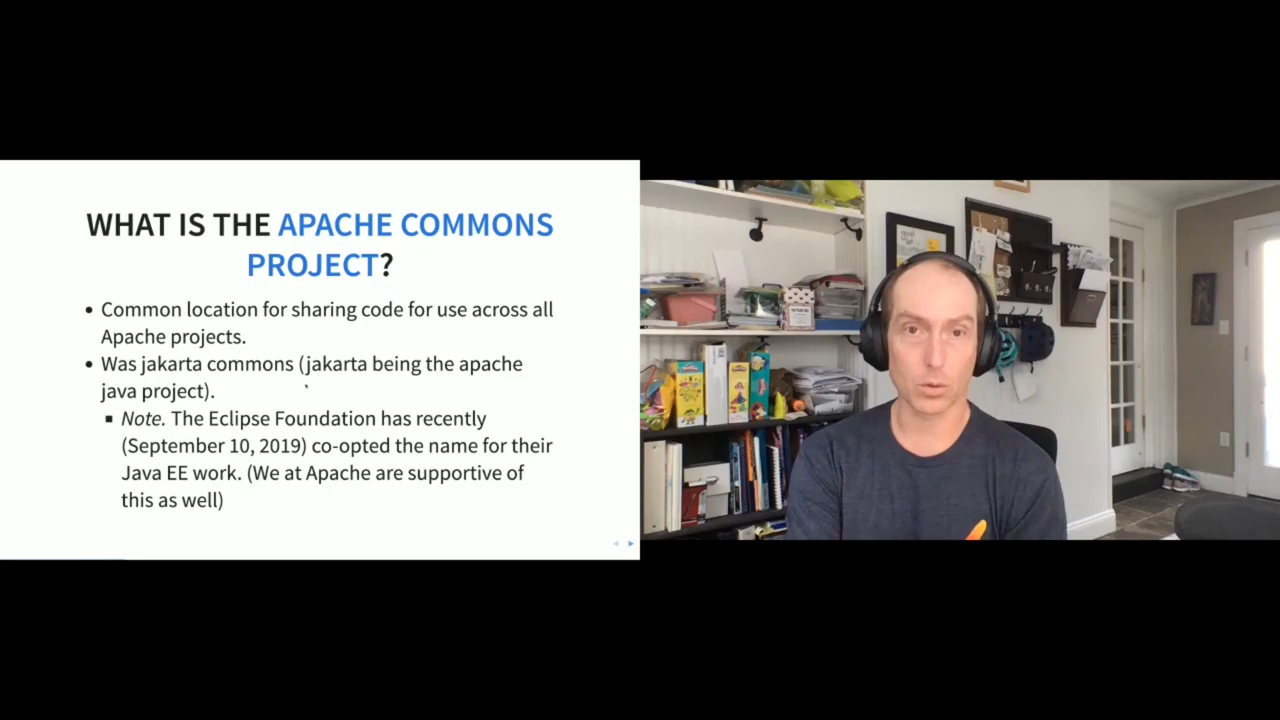 WHAT IS THE APACHE COMMONS
PROJECT?
• Common location for sharing code for use across all
Apache projects.
• Was jakarta commons (jakarta being the apache
java project).
▪ Note. The Eclipse Foundation has recently
(September 10, 2019) co-opted the name for their
Java EE work. (We at Apache are supportive of
this as well)